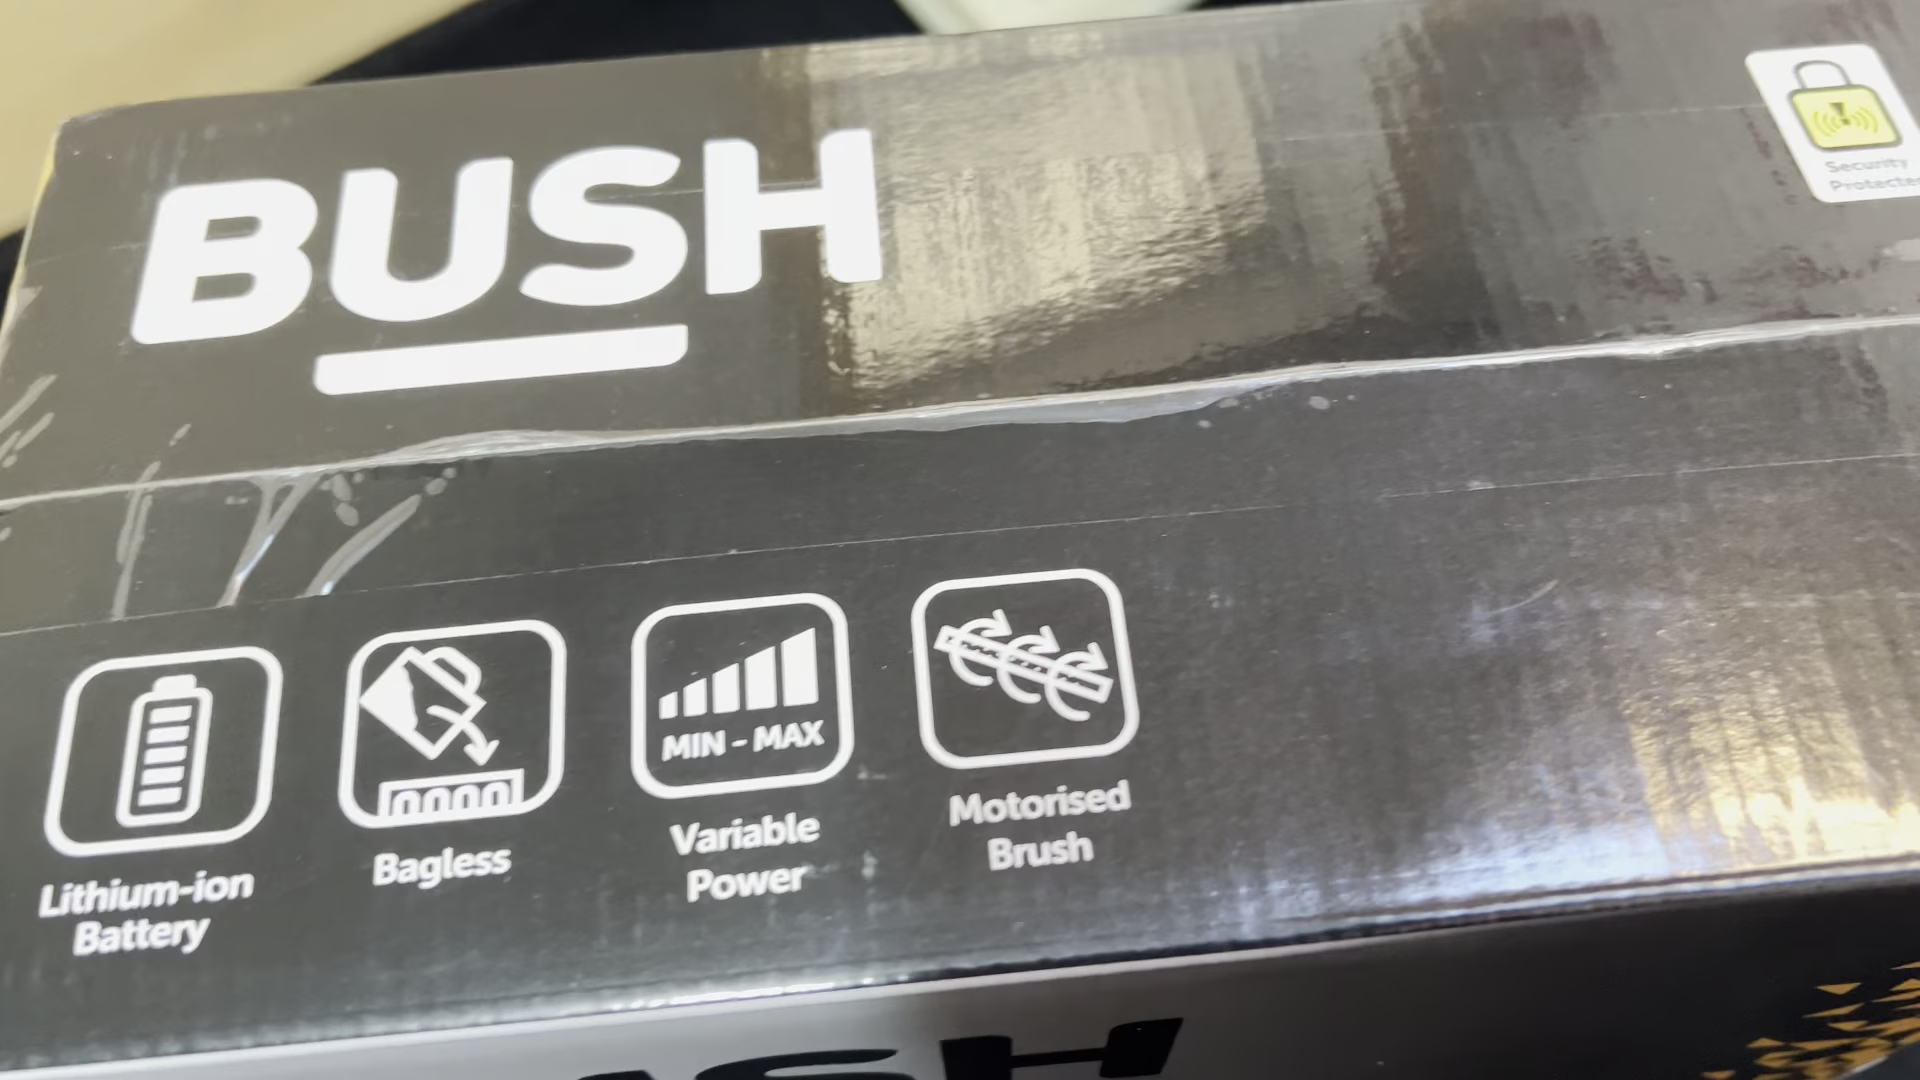 BUSH
Security
Protected
MIN - MAX
Lithium-ion
Battery
Bagless
Variable
Power
Motorised
Brush